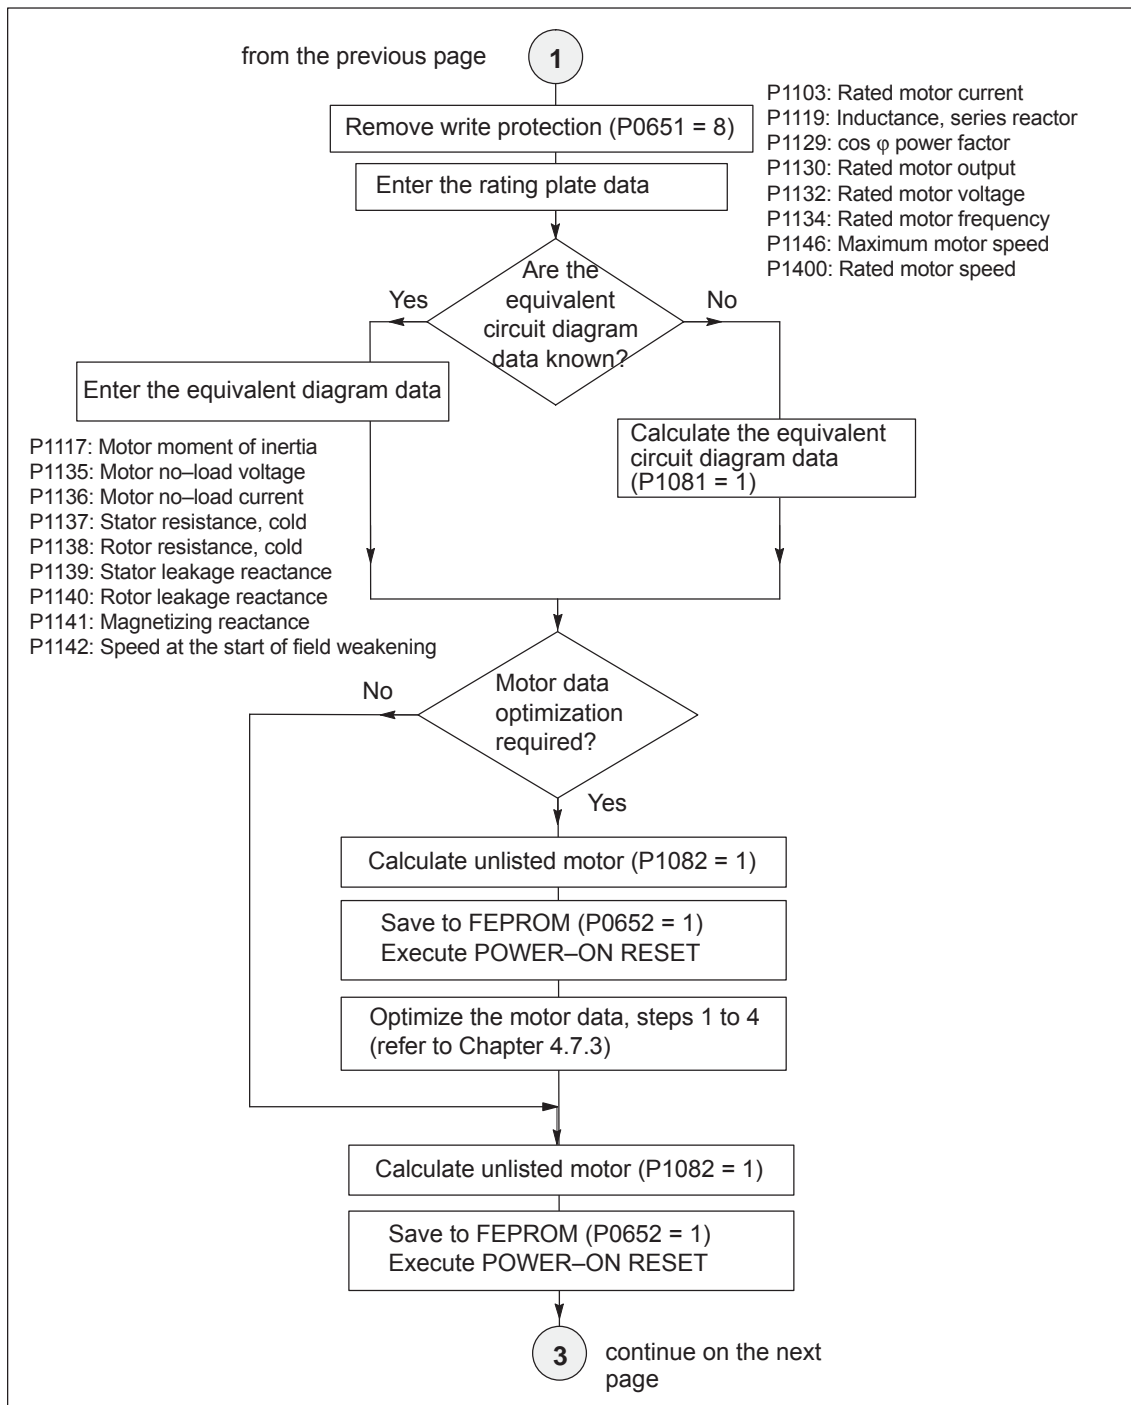 from the previous page
1
Remove write protection (P0651 = 8)
Enter the rating plate data
P1103: Rated motor current
P1119: Inductance, series reactor
P1129: cos φ power factor
P1130: Rated motor output
P1132: Rated motor voltage
P1134: Rated motor frequency
P1146: Maximum motor speed
P1400: Rated motor speed
Are the
equivalent
circuit diagram
data known?
Yes
No
Enter the equivalent diagram data
P1117: Motor moment of inertia
P1135: Motor no–load voltage
P1136: Motor no–load current
P1137: Stator resistance, cold
P1138: Rotor resistance, cold
P1139: Stator leakage reactance
P1140: Rotor leakage reactance
P1141: Magnetizing reactance
P1142: Speed at the start of field weakening
Calculate the equivalent
circuit diagram data
(P1081 = 1)
Motor data
optimization
required?
No
Yes
Calculate unlisted motor (P1082 = 1)
Save to FEPROM (P0652 = 1)
Execute POWER–ON RESET
Optimize the motor data, steps 1 to 4
(refer to Chapter 4.7.3)
Calculate unlisted motor (P1082 = 1)
Save to FEPROM (P0652 = 1)
Execute POWER–ON RESET
3
continue on the next
page